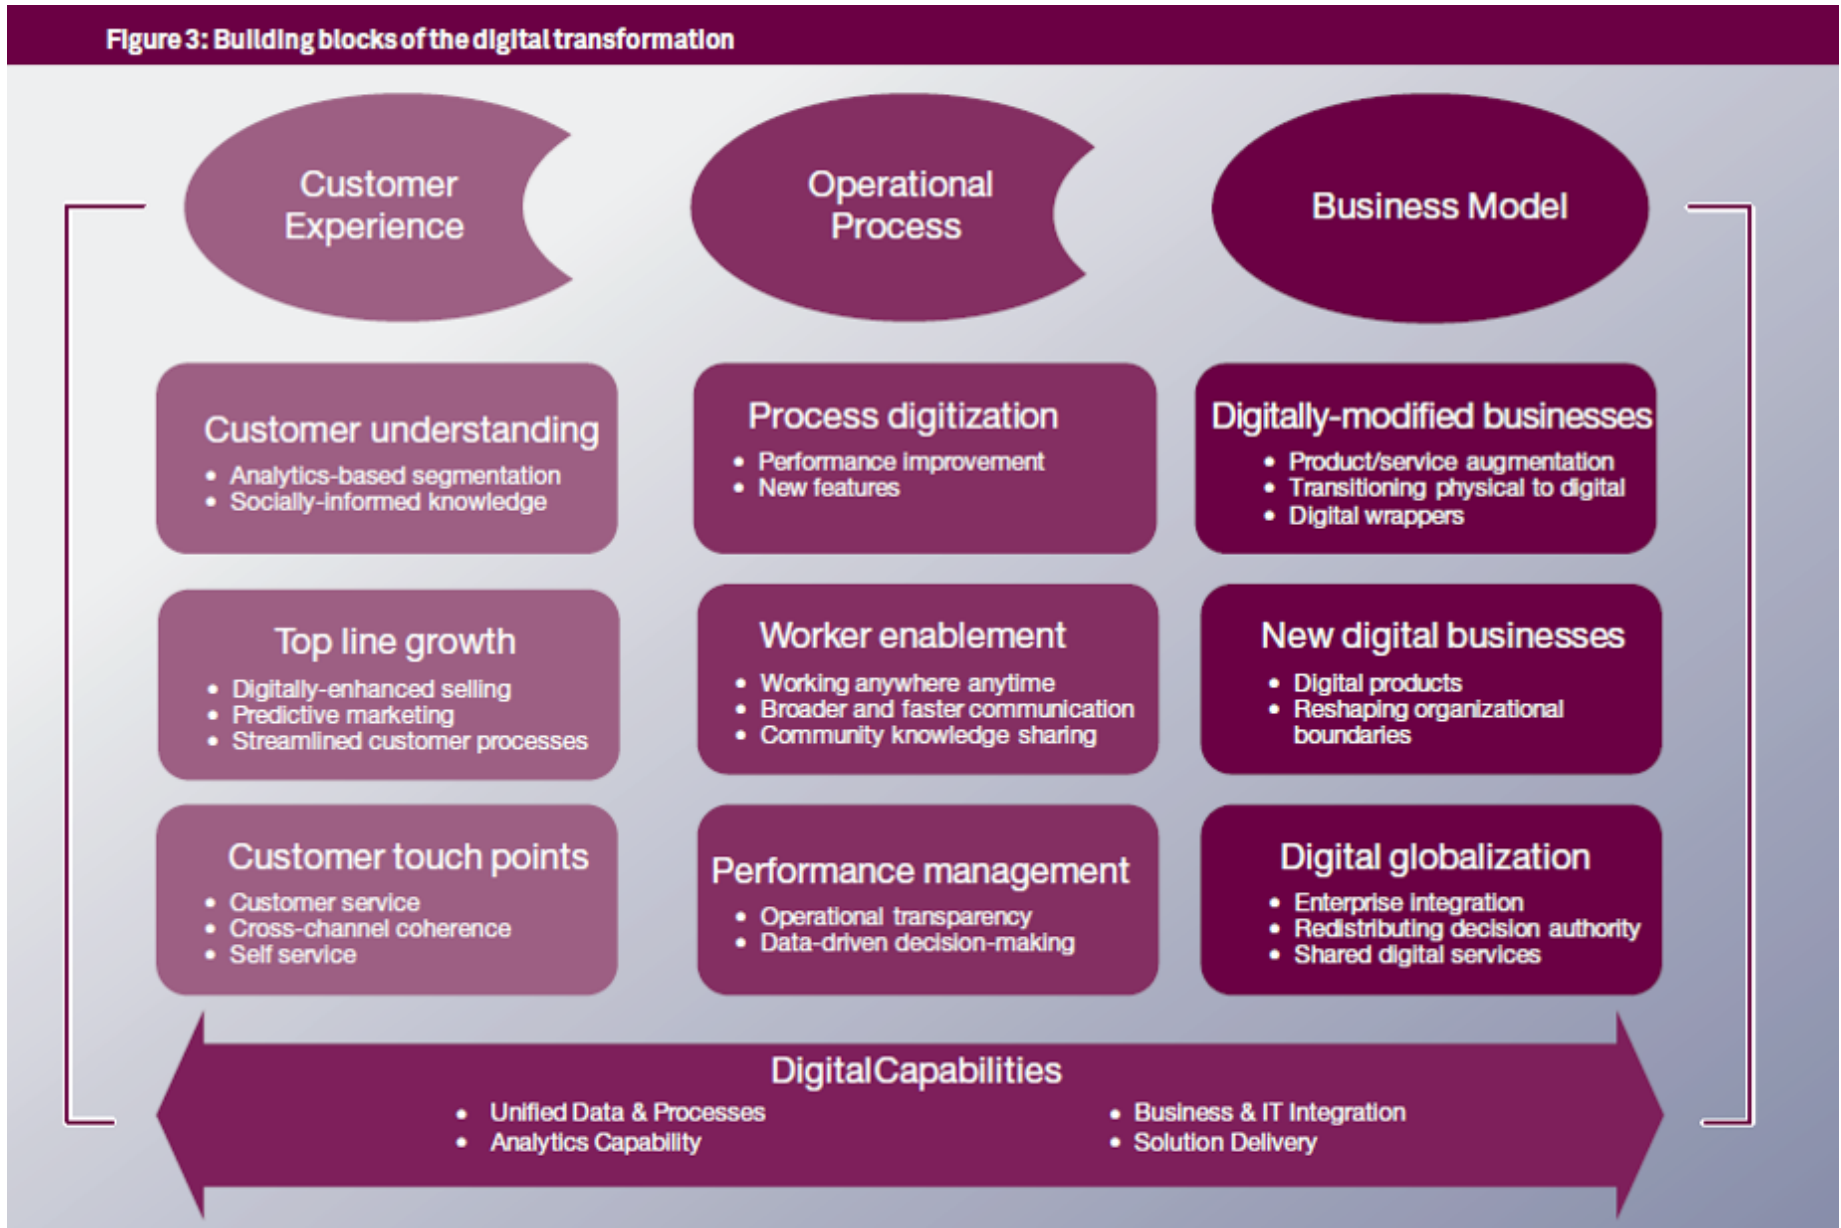 Figure 3: Building blocks of the digital transformation
Customer
Experience
Operational
Process
Business Model
Customer understanding
• Analytics-based segmentation
• Socially-informed knowledge
Process digitization
• Performance improvement
• New features
Digitally-modified businesses
• Product/service augmentation
• Transitioning physical to digital
• Digital wrappers
Top line growth
• Digitally-enhanced selling
• Predictive marketing
• Streamlined customer processes
Worker enablement
• Working anywhere anytime
• Broader and faster communication
• Community knowledge sharing
New digital businesses
• Digital products
• Reshaping organizational
boundaries
Customer touch points
• Customer service
• Cross-channel coherence
• Self service
Performance management
• Operational transparency
• Data-driven decision-making
Digital globalization
• Enterprise integration
• Redistributing decision authority
• Shared digital services
Digital Capabilities
• Unified Data & Processes
• Analytics Capability
• Business & IT Integration
• Solution Delivery